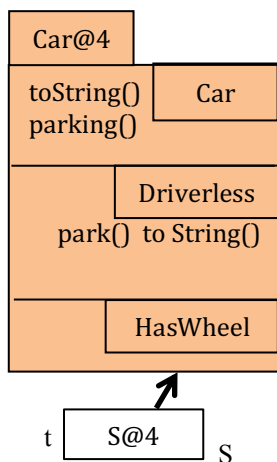 Car@4
toString() Car
parking()
Driverless
park() to String()
HasWheel
t S@4 S